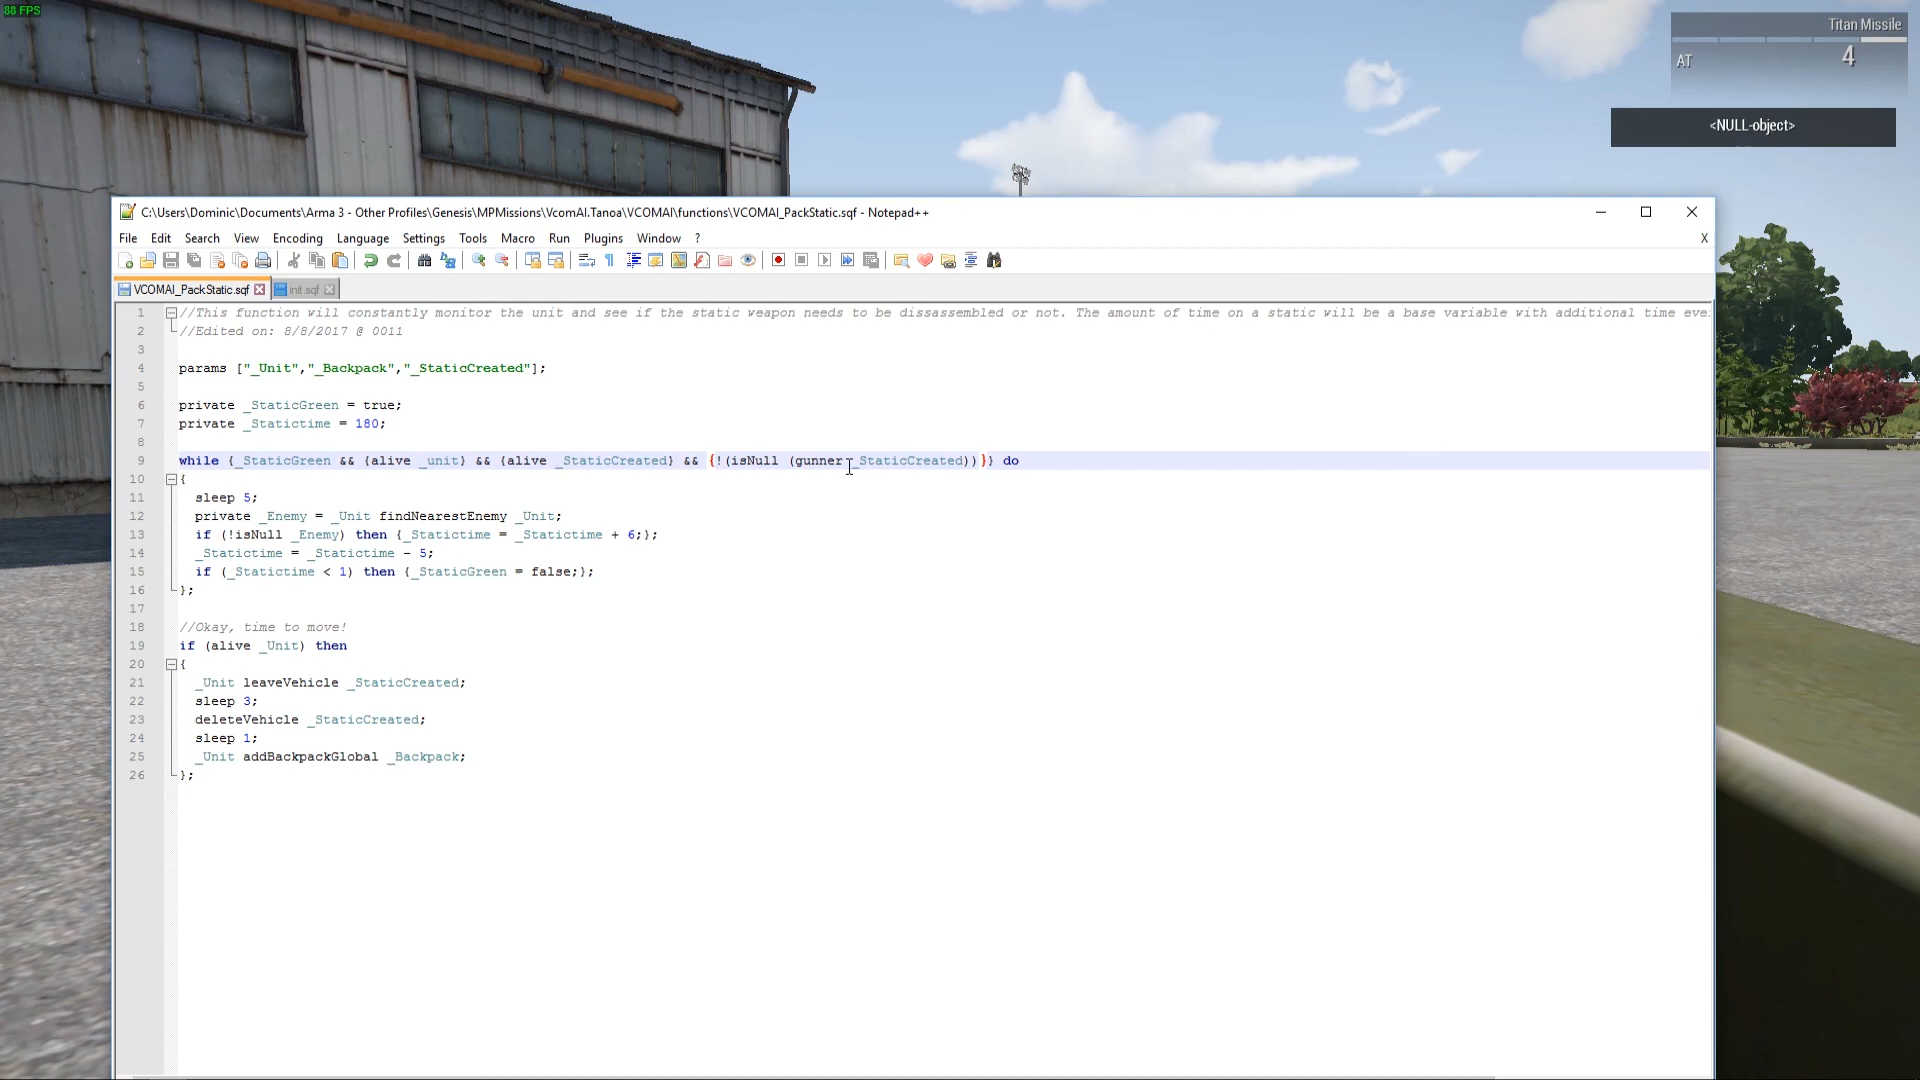 88 FPS
Titan Missile
AT
4
<NULL-object>
C:\Users\Dominic\Documents\Arma 3 - Other Profiles\Genesis\MPMissions\VcomAI.Tanoa\VCOMAI\functions\VCOMAI_PackStatic.sqf - Notepad++
File Edit Search View Encoding Language Settings Tools Macro Run Plugins Window ?
X
VCOMAI_PackStatic.sqf
init.sqf
1 //This function will constantly monitor the unit and see if the static weapon needs to be dissassembled or not. The amount of time on a static will be a base variable with additional time eve
2 //Edited on: 8/8/2017 @ 0011
3
4 params ["_Unit","_Backpack","_StaticCreated"];
5
6 private _StaticGreen = true;
7 private _Statictime = 180;
8
9 while {_StaticGreen && {alive _unit} && {alive _StaticCreated} && {!(isNull (gunner _StaticCreated))}} do
10 {
11 sleep 5;
12 private _Enemy = _Unit findNearestEnemy _Unit;
13 if (!isNull _Enemy) then {_Statictime = _Statictime + 6;};
14 _Statictime = _Statictime - 5;
15 if (_Statictime < 1) then {_StaticGreen = false;};
16 };
17
18 //Okay, time to move!
19 if (alive _Unit) then
20 {
21 _Unit leaveVehicle _StaticCreated;
22 sleep 3;
23 deleteVehicle _StaticCreated;
24 sleep 1;
25 _Unit addBackpackGlobal _Backpack;
26 };